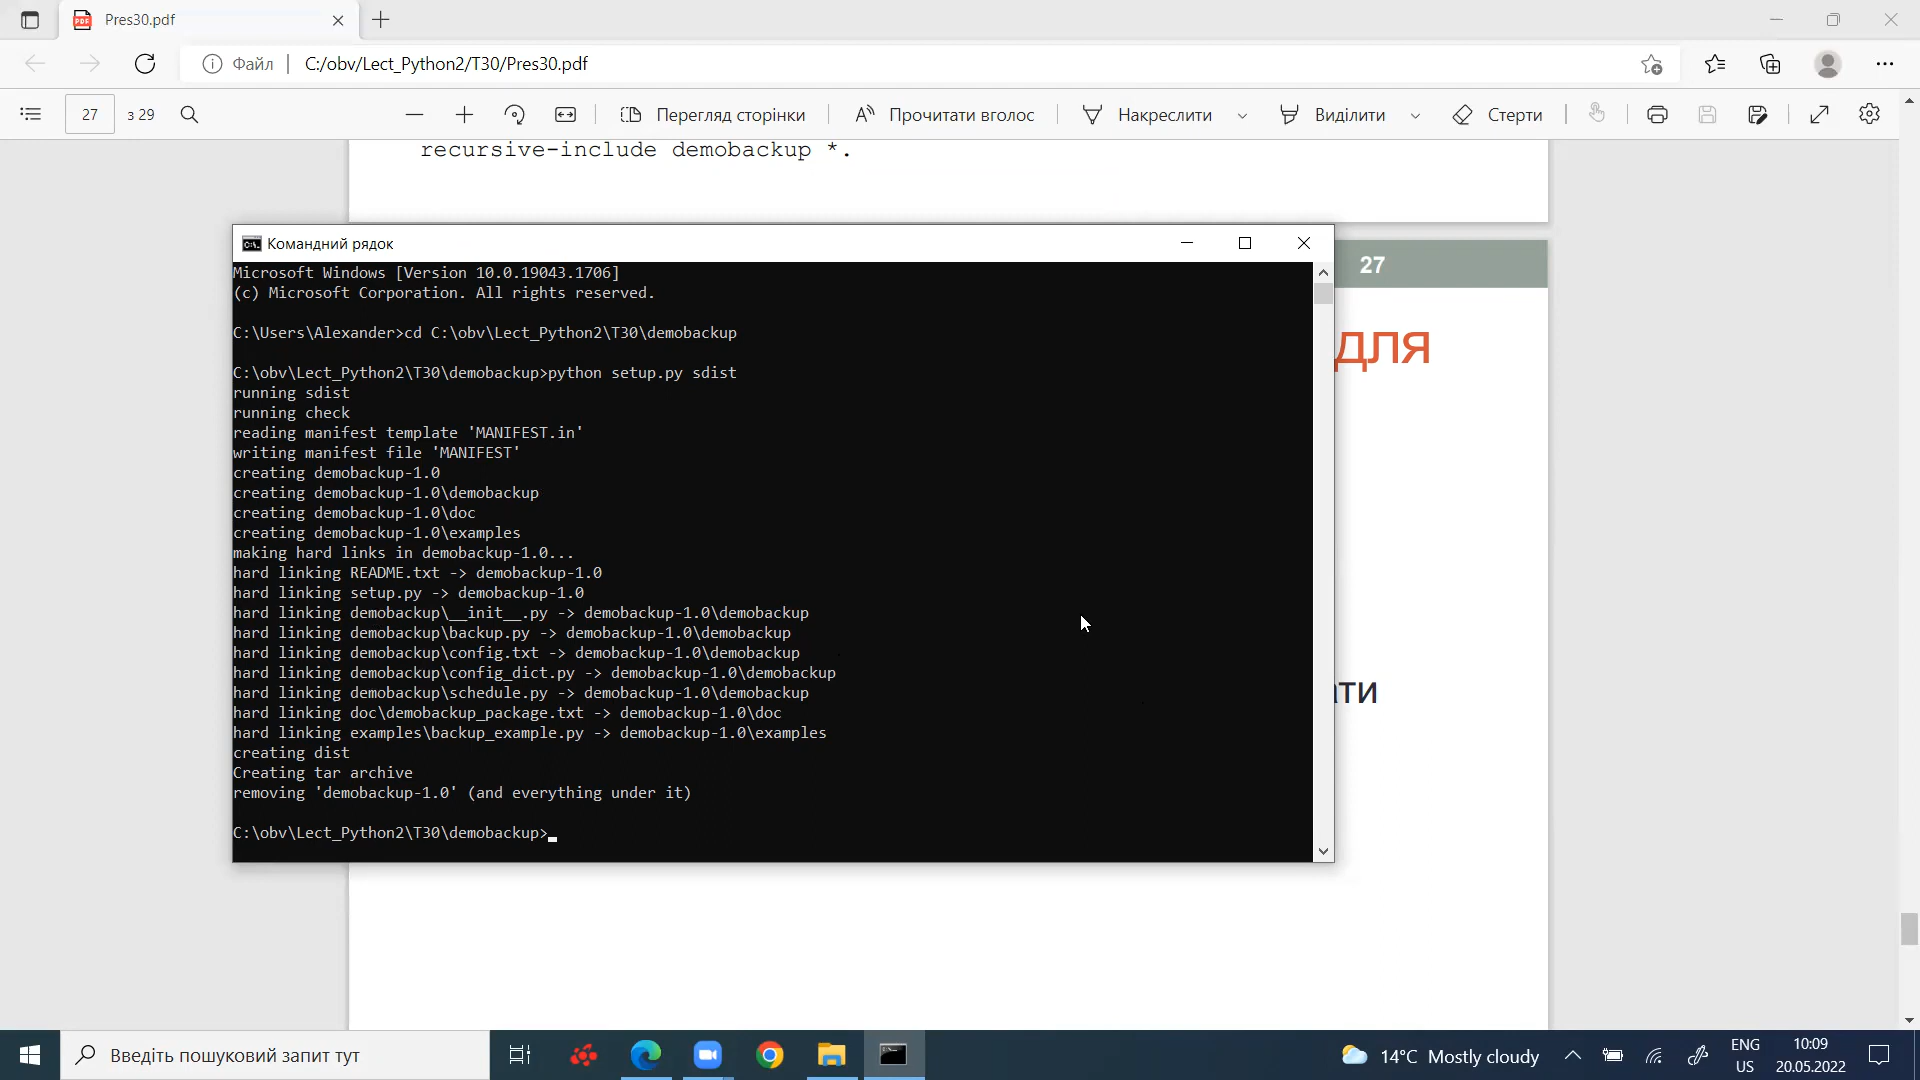 Pres30.pdf
Файл
C:/obv/Lect_Python2/T30/Pres30.pdf
27
з 29
Перегляд сторінки
Прочитати вголос
Накреслити
Виділити
Стерти
recursive-include demobackup *.
27
для
ати
Командний рядок
Microsoft Windows [Version 10.0.19043.1706]
(c) Microsoft Corporation. All rights reserved.
C:\Users\Alexander>cd C:\obv\Lect_Python2\T30\demobackup
C:\obv\Lect_Python2\T30\demobackup>python setup.py sdist
running sdist
running check
reading manifest template 'MANIFEST.in'
writing manifest file 'MANIFEST'
creating demobackup-1.0
creating demobackup-1.0\demobackup
creating demobackup-1.0\doc
creating demobackup-1.0\examples
making hard links in demobackup-1.0...
hard linking README.txt -> demobackup-1.0
hard linking setup.py -> demobackup-1.0
hard linking demobackup\__init__.py -> demobackup-1.0\demobackup
hard linking demobackup\backup.py -> demobackup-1.0\demobackup
hard linking demobackup\config.txt -> demobackup-1.0\demobackup
hard linking demobackup\config_dict.py -> demobackup-1.0\demobackup
hard linking demobackup\schedule.py -> demobackup-1.0\demobackup
hard linking doc\demobackup_package.txt -> demobackup-1.0\doc
hard linking examples\backup_example.py -> demobackup-1.0\examples
creating dist
Creating tar archive
removing 'demobackup-1.0' (and everything under it)
C:\obv\Lect_Python2\T30\demobackup>
Введіть пошуковий запит тут
14°C Mostly cloudy
ENG
US
10:09
20.05.2022